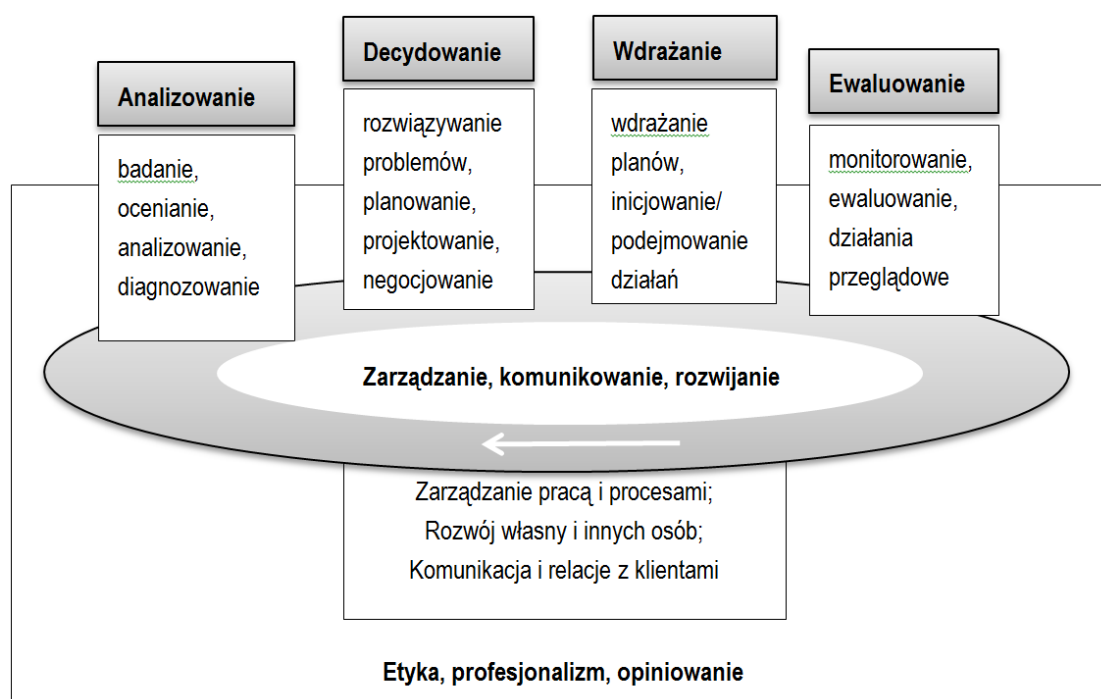 Analizowanie
badanie,
ocenianie,
analizowanie,
diagnozowanie
Decydowanie
rozwiązywanie
problemów,
planowanie,
projektowanie,
negocjowanie
Wdrażanie
wdrażanie
planów,
inicjowanie/
podejmowanie
działań
Ewaluowanie
monitorowanie,
ewaluowanie,
działania
przeglądowe
Zarządzanie, komunikowanie, rozwijanie
Zarządzanie pracą i procesami;
Rozwój własny i innych osób;
Komunikacja i relacje z klientami
Etyka, profesjonalizm, opiniowanie